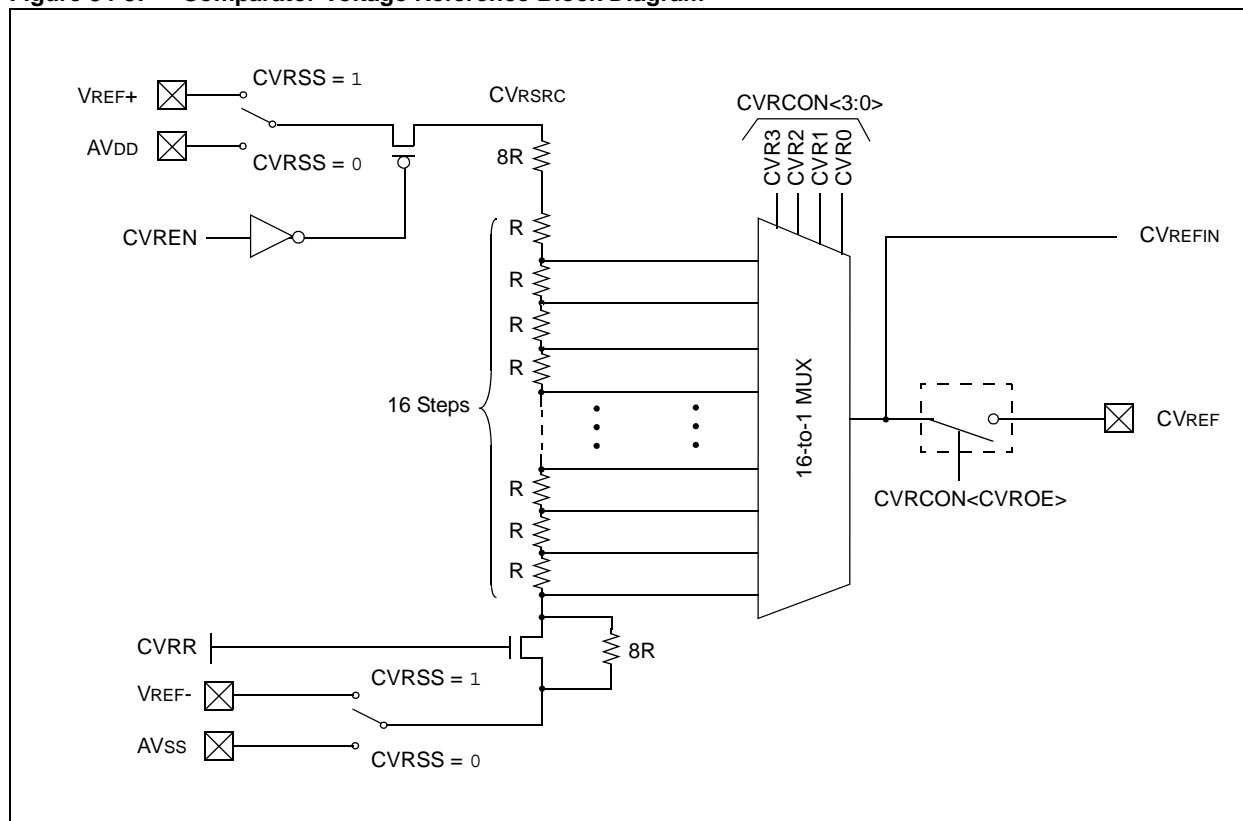 VREF+
CVRSS = 1
AVDD
CVRSS = 0
CVREN
CVRSRC
8R
R
R
R
R
16 Steps
R
R
R
CVRCON<3:0>
CVR3
CVR2
CVR1
CVR0
16-to-1 MUX
CVREFIN
CVREF
CVRCON<CVROE>
CVRR
8R
VREF-
CVRSS = 1
AVSS
CVRSS = 0